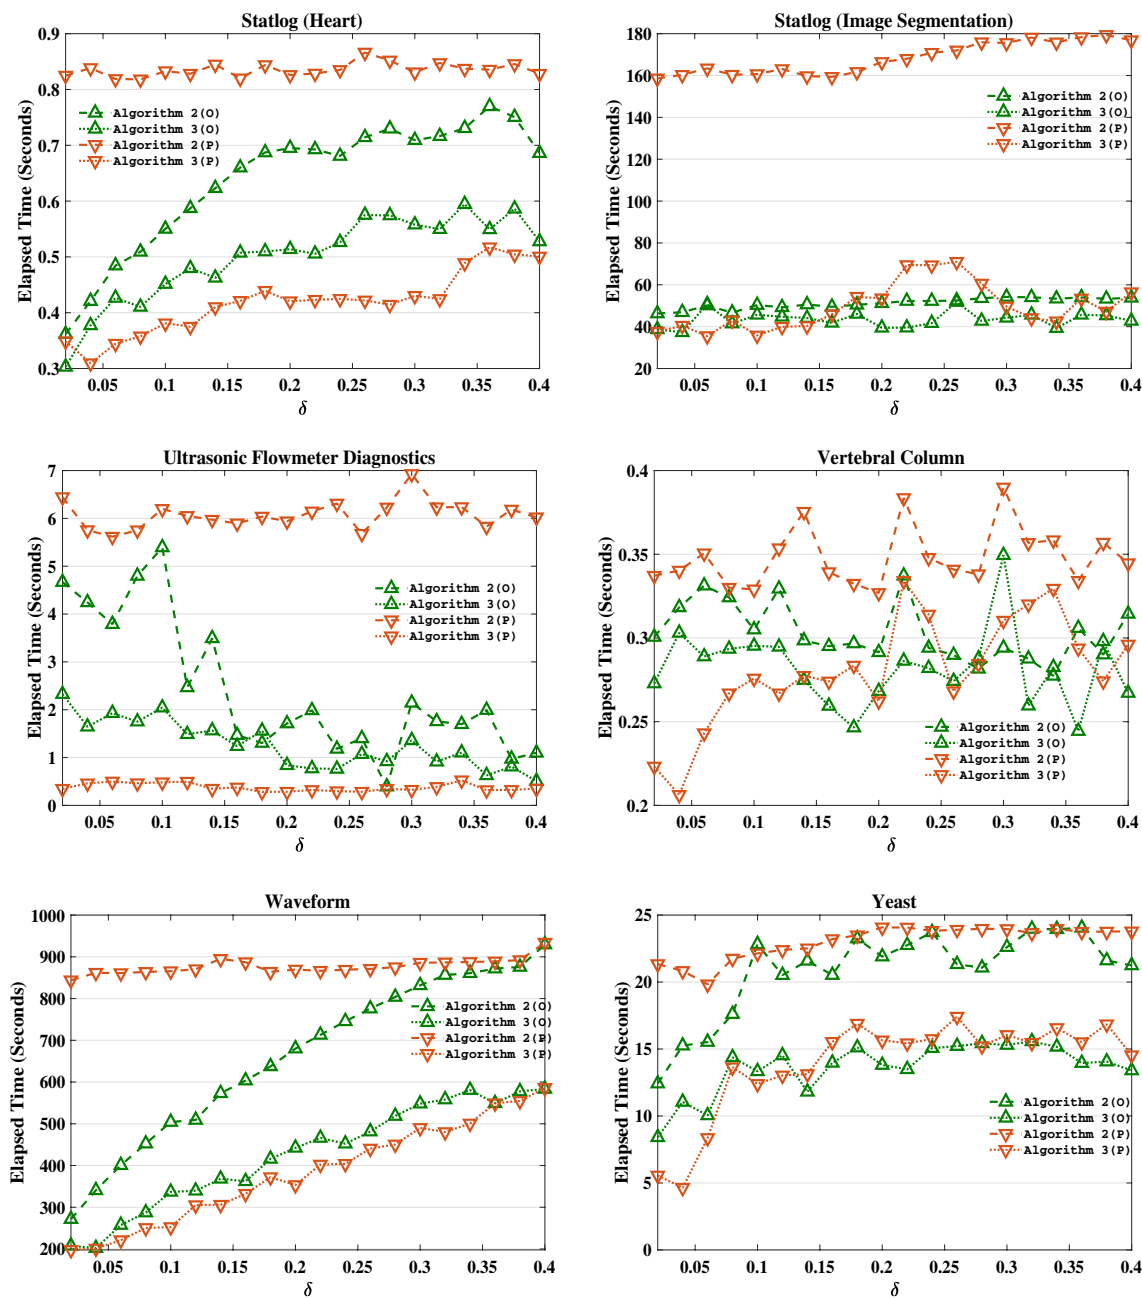 Statlog (Heart)
Elapsed Time (Seconds)
0.9
0.8
0.7
0.6
0.5
0.4
0.3
Algorithm 2(O)
Algorithm 3(O)
Algorithm 2(P)
Algorithm 3(P)
0.05 0.1 0.15 0.2 0.25 0.3 0.35 0.4
δ
Statlog (Image Segmentation)
Elapsed Time (Seconds)
180
160
140
120
100
80
60
40
20
Algorithm 2(O)
Algorithm 3(O)
Algorithm 2(P)
Algorithm 3(P)
0.05 0.1 0.15 0.2 0.25 0.3 0.35 0.4
δ
Ultrasonic Flowmeter Diagnostics
Elapsed Time (Seconds)
7
6
5
4
3
2
1
0
Algorithm 2(O)
Algorithm 3(O)
Algorithm 2(P)
Algorithm 3(P)
0.05 0.1 0.15 0.2 0.25 0.3 0.35 0.4
δ
Vertebral Column
Elapsed Time (Seconds)
0.4
0.35
0.3
0.25
0.2
Algorithm 2(O)
Algorithm 3(O)
Algorithm 2(P)
Algorithm 3(P)
0.05 0.1 0.15 0.2 0.25 0.3 0.35 0.4
δ
Waveform
Elapsed Time (Seconds)
1000
900
800
700
600
500
400
300
200
Algorithm 2(O)
Algorithm 3(O)
Algorithm 2(P)
Algorithm 3(P)
0.05 0.1 0.15 0.2 0.25 0.3 0.35 0.4
δ
Yeast
Elapsed Time (Seconds)
25
20
15
10
5
0
Algorithm 2(O)
Algorithm 3(O)
Algorithm 2(P)
Algorithm 3(P)
0.05 0.1 0.15 0.2 0.25 0.3 0.35 0.4
δ